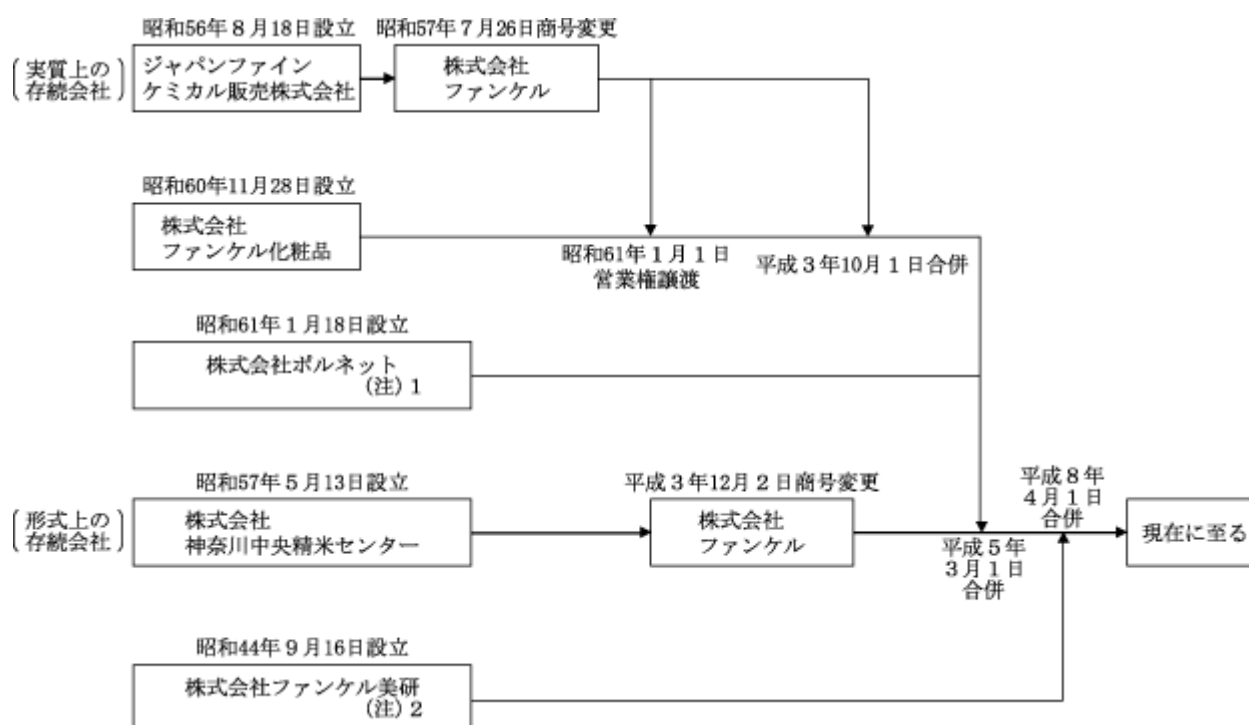 昭和56年8月18日設立
昭和57年7月26日商号変更
実質上の
存続会社
ジャパンファイン
ケミカル販売株式会社
株式会社
ファンケル
昭和60年11月28日設立
株式会社
ファンケル化粧品
昭和61年1月1日
営業権譲渡
平成3年10月1日合併
昭和61年1月18日設立
株式会社ポルネット
(注)1
昭和57年5月13日設立
平成3年12月2日商号変更
形式上の
存続会社
株式会社
神奈川中央精米センター
株式会社
ファンケル
平成5年
3月1日
合併
平成8年
4月1日
合併
現在に至る
昭和44年9月16日設立
株式会社ファンケル美研
(注)2